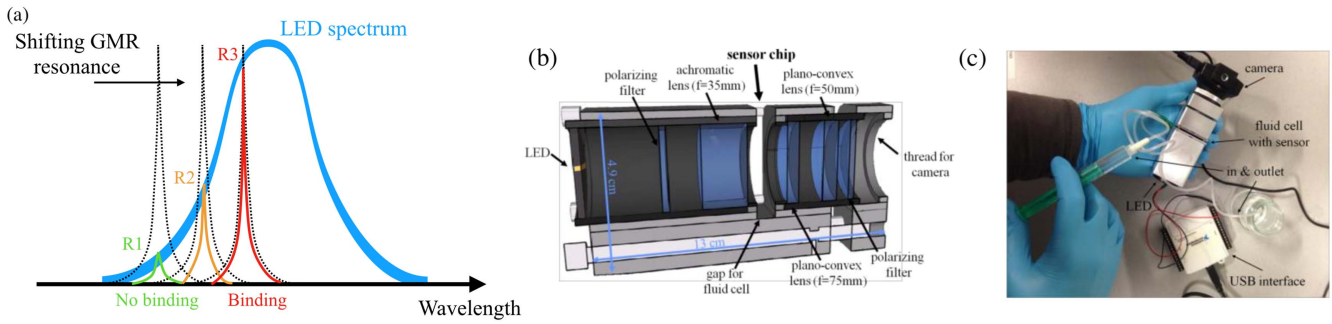 (a)
LED spectrum
Shifting GMR
resonance
R3
R2
R1
No binding
Binding
Wavelength
(b)
sensor chip
achromatic
lens (f=35mm)
polarizing
filter
plano-convex
lens (f=50mm)
LED
4.9 cm
13 cm
thread for
camera
gap for
fluid cell
plano-convex
lens (f=75mm)
polarizing
filter
(c)
camera
fluid cell
with sensor
in & outlet
LED
USB interface